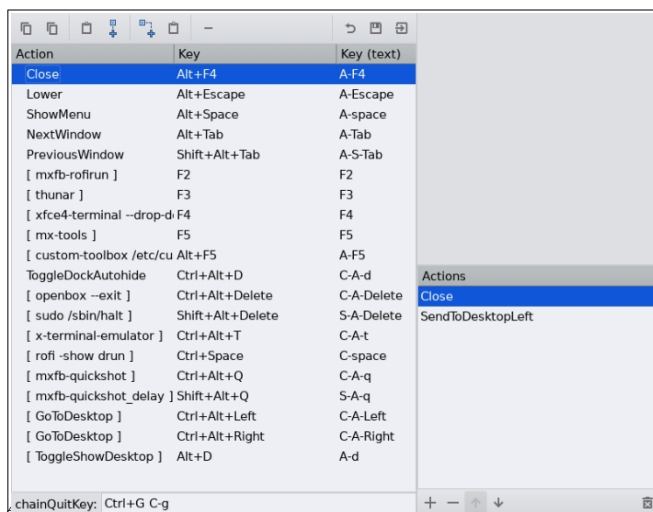 Action Key Key (text)
Close Alt+F4 A-F4
Lower Alt+Escape A-Escape
ShowMenu Alt+Space A-space
NextWindow Alt+Tab A-Tab
PreviousWindow Shift+Alt+Tab A-S-Tab
[ mxfb-rofirun ] F2 F2
[ thunar ] F3 F3
[ xfce4-terminal --drop-d F4 F4
[ mx-tools ] F5 F5
[ custom-toolbox /etc/cu Alt+F5 A-F5
ToggleDockAutohide Ctrl+Alt+D C-A-d
[ openbox --exit ] Ctrl+Alt+Delete C-A-Delete
[ sudo /sbin/halt ] Shift+Alt+Delete S-A-Delete
[ x-terminal-emulator ] Ctrl+Alt+T C-A-t
[ rofi -show drun ] Ctrl+Space C-space
[ mxfb-quickshot ] Ctrl+Alt+Q C-A-q
[ mxfb-quickshot_delay ] Shift+Alt+Q S-A-q
[ GoToDesktop ] Ctrl+Alt+Left C-A-Left
[ GoToDesktop ] Ctrl+Alt+Right C-A-Right
[ ToggleShowDesktop ] Alt+D A-d
chainQuitKey: Ctrl+G C-g
Actions
Close
SendToDesktopLeft